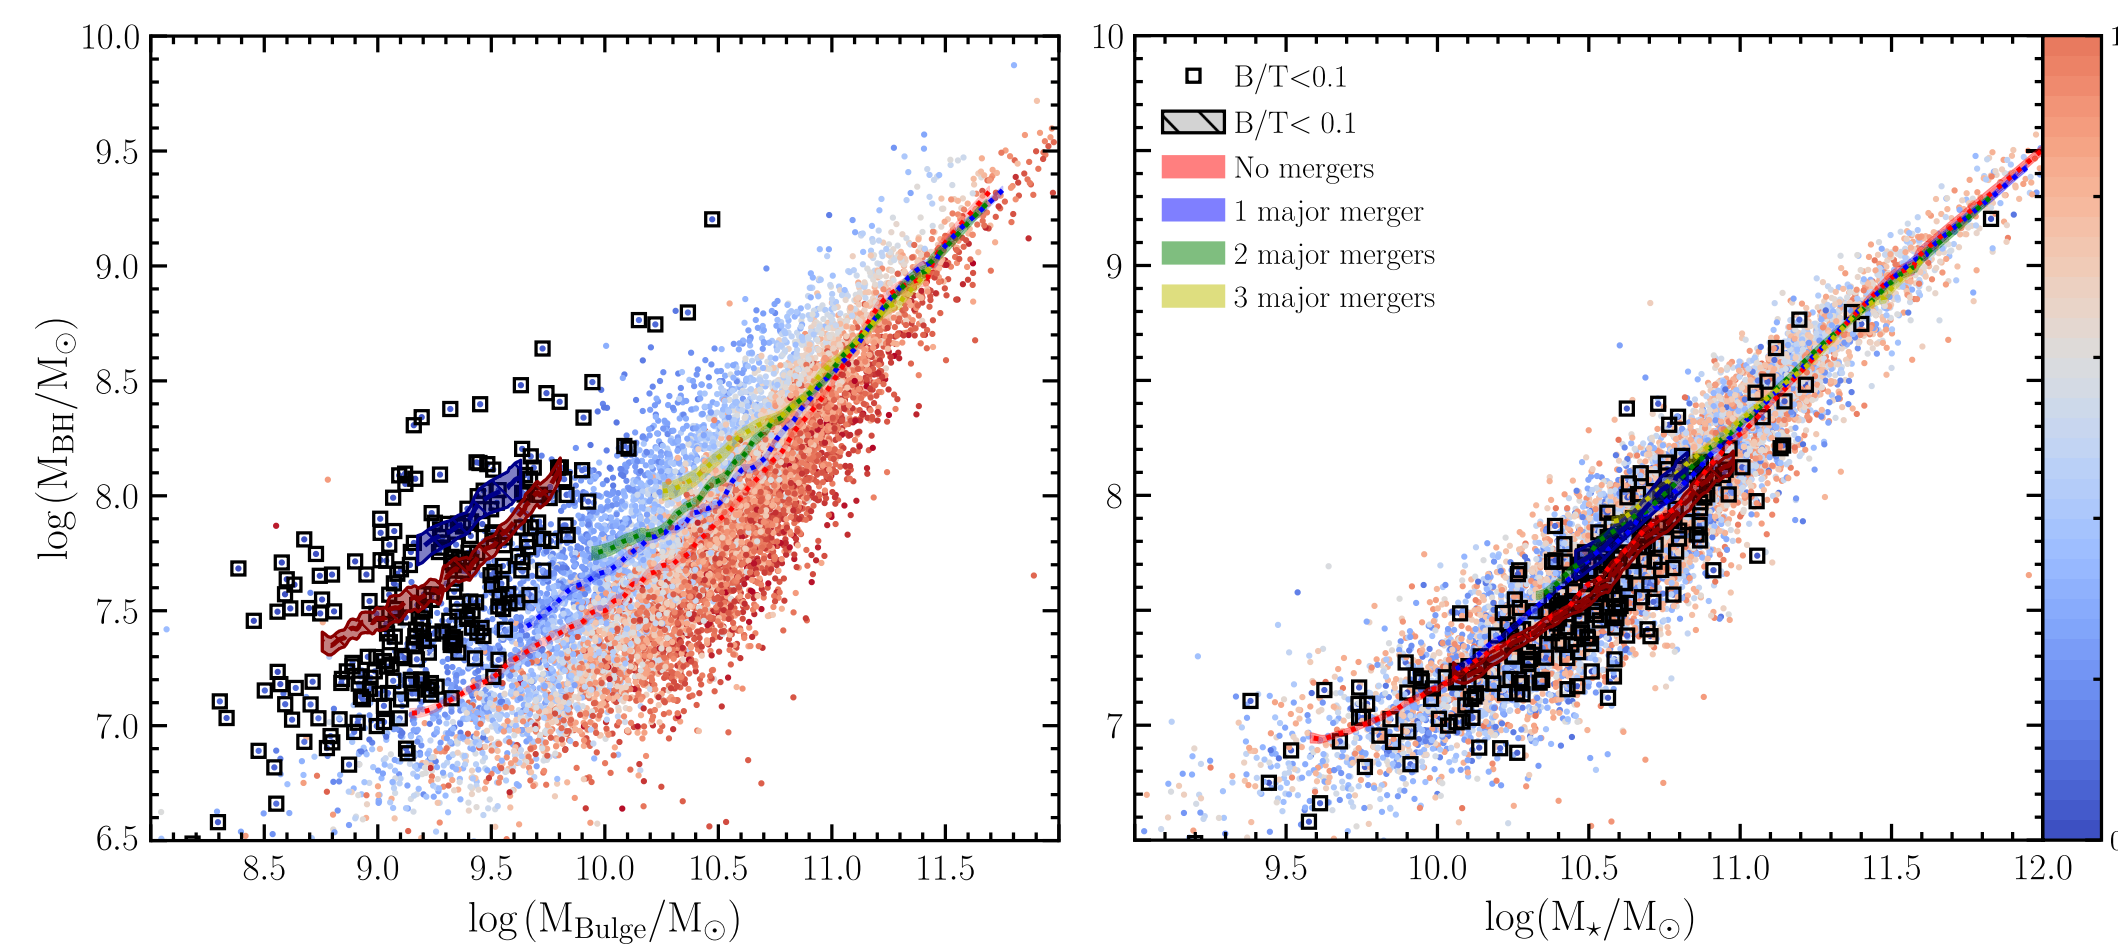 10.0
9.5
9.0
8.5
8.0
7.5
7.0
6.5
log (M_BH/M_⊙)
8.5 9.0 9.5 10.0 10.5 11.0 11.5
log (M_Bulge/M_⊙)
10
9
8
7
B/T<0.1
B/T< 0.1
No mergers
1 major merger
2 major mergers
3 major mergers
9.5 10.0 10.5 11.0 11.5 12.0
log(M_⋆/M_⊙)